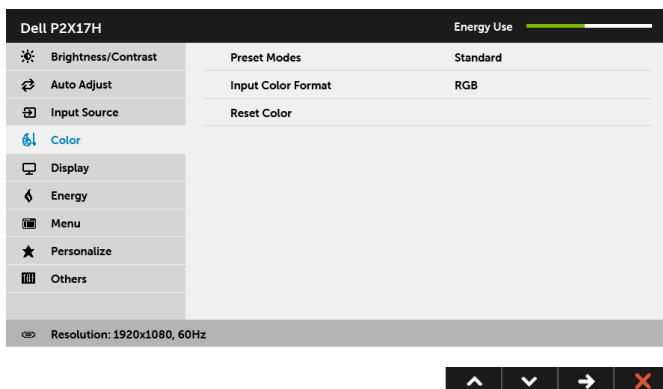 Dell P2X17H Energy Use
Brightness/Contrast Preset Modes Standard
Auto Adjust Input Color Format RGB
Input Source Reset Color
Color
Display
Energy
Menu
Personalize
Others
Resolution: 1920x1080, 60Hz